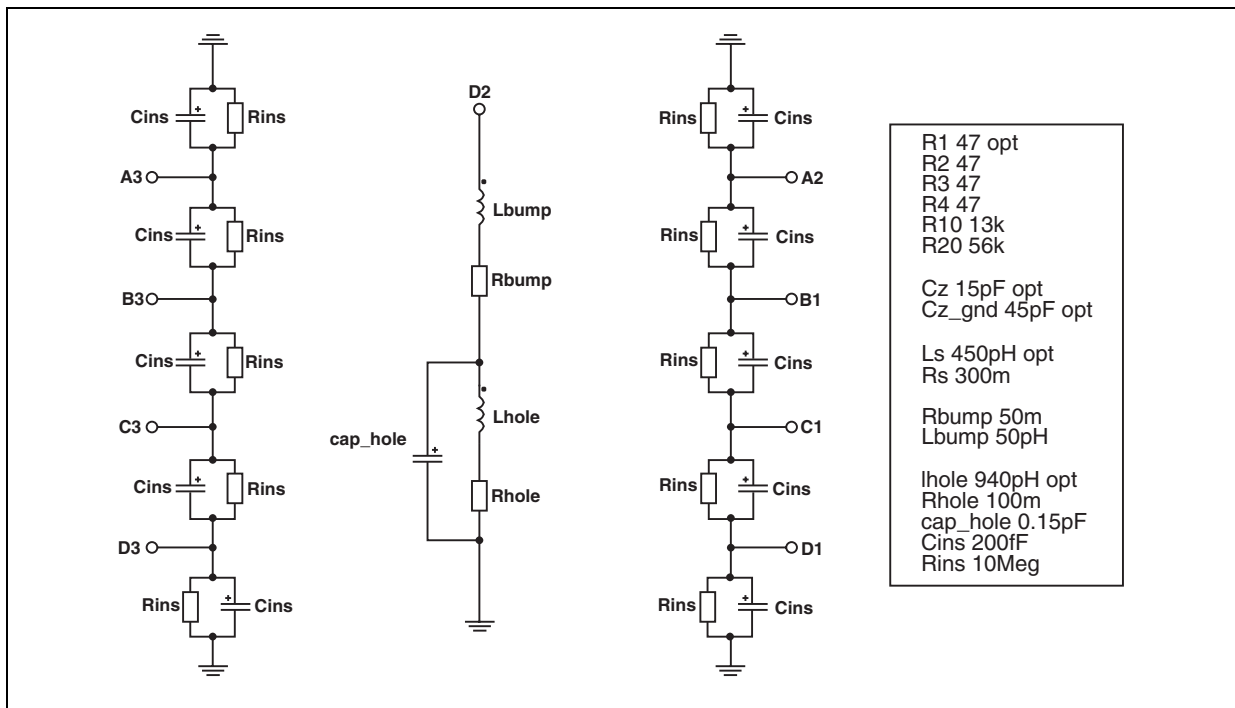 Cins
Rins
A3
Cins
Rins
B3
Cins
Rins
C3
Cins
Rins
D3
Rins
Cins
D2
Lbump
Rbump
Lhole
cap_hole
Rhole
Rins
Cins
A2
Rins
Cins
B1
Rins
Cins
C1
Rins
Cins
D1
Rins
Cins
R1 47 opt
R2 47
R3 47
R4 47
R10 13k
R20 56k
Cz 15pF opt
Cz_gnd 45pF opt
Ls 450pH opt
Rs 300m
Rbump 50m
Lbump 50pH
lhole 940pH opt
Rhole 100m
cap_hole 0.15pF
Cins 200fF
Rins 10Meg